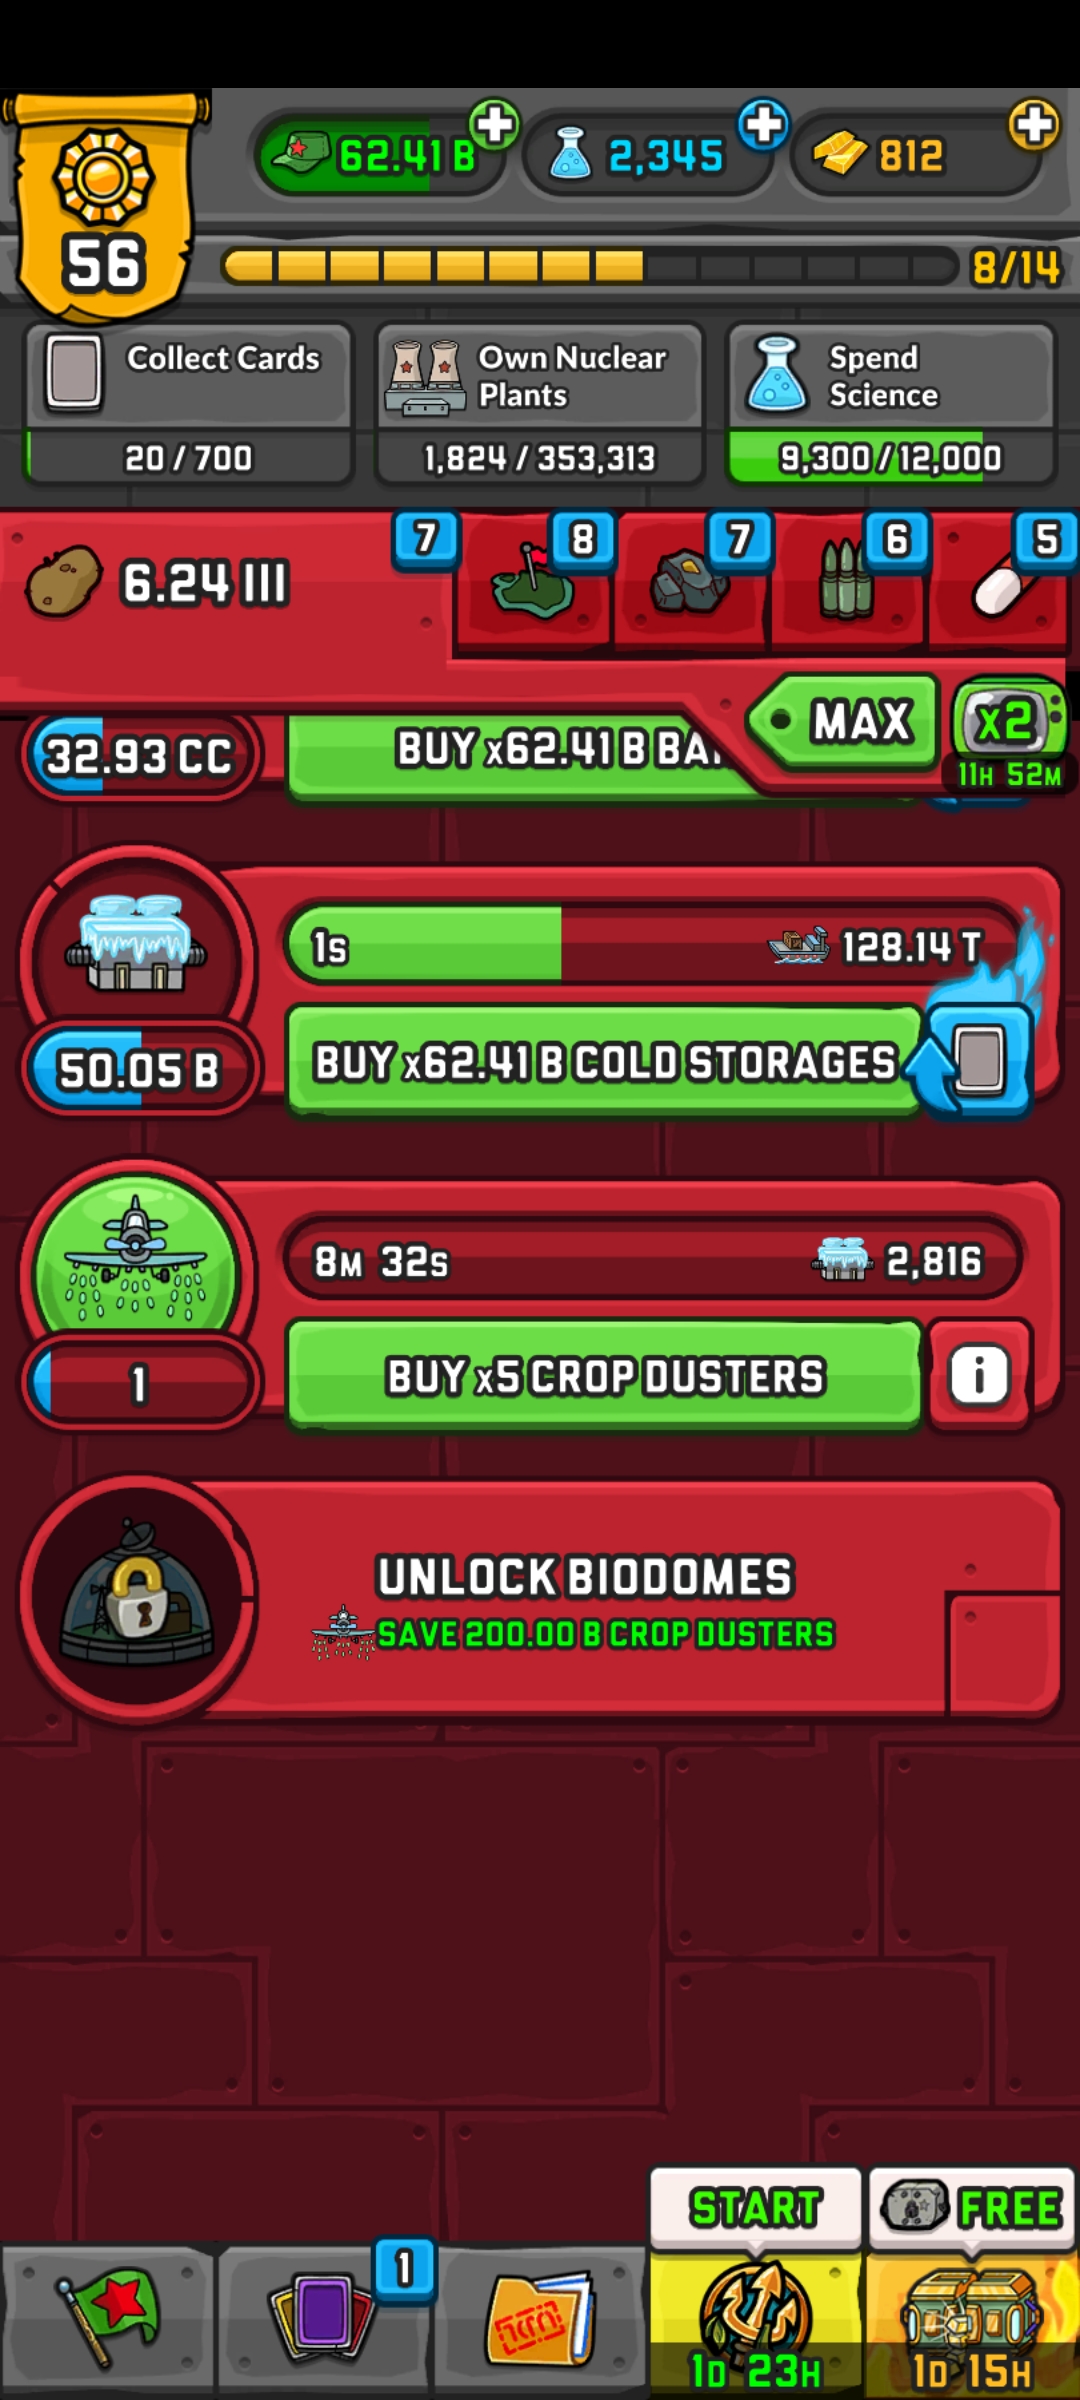 62.41 B
2,345
812
56
8/14
Collect Cards
20 / 700
Own Nuclear
Plants
1,824 / 353,313
Spend
Science
9,300 / 12,000
6.24 III
7
8
7
6
5
MAX
x2
11H 52M
32.93 CC
BUY x62.41 B
1s
128.14 T
50.05 B
BUY x62.41 B COLD STORAGES
8M 32s
2,816
1
BUY x5 CROP DUSTERS
i
UNLOCK BIODOMES
SAVE 200.00 B CROP DUSTERS
START
FREE
1
1D 23H
1D 15H